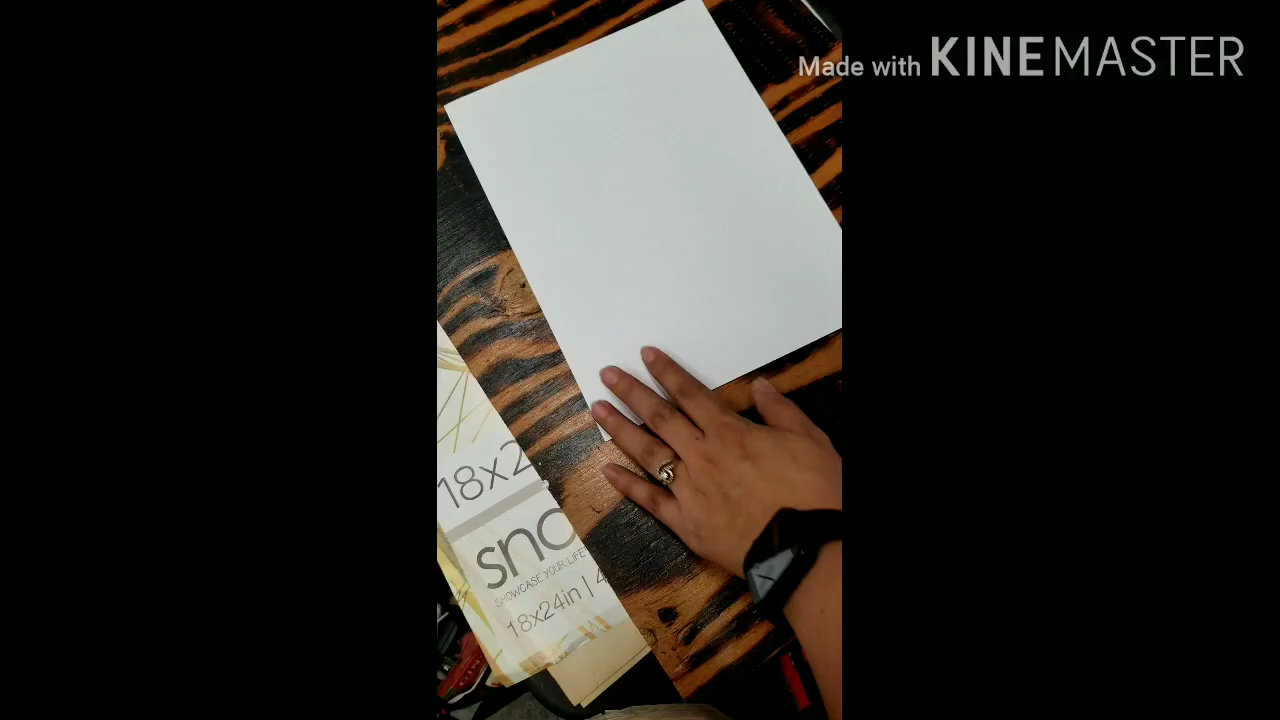 Made with KINEMASTER
18x2
sno
SHOWCASE YOUR LIFE
18x24in | 4